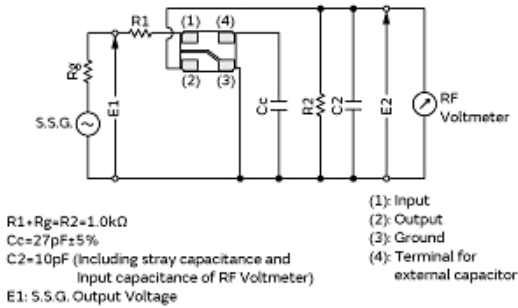 R1
(1)
(4)
Rg
E1
(2)
(3)
Cc
R2
C2
E2
RF
Voltmeter
S.S.G.
R1+Rg=R2=1.0kΩ
Cc=27pF±5%
C2=10pF (Including stray capacitance and
Input capacitance of RF Voltmeter)
E1: S.S.G. Output Voltage
(1): Input
(2): Output
(3): Ground
(4): Terminal for
external capacitor